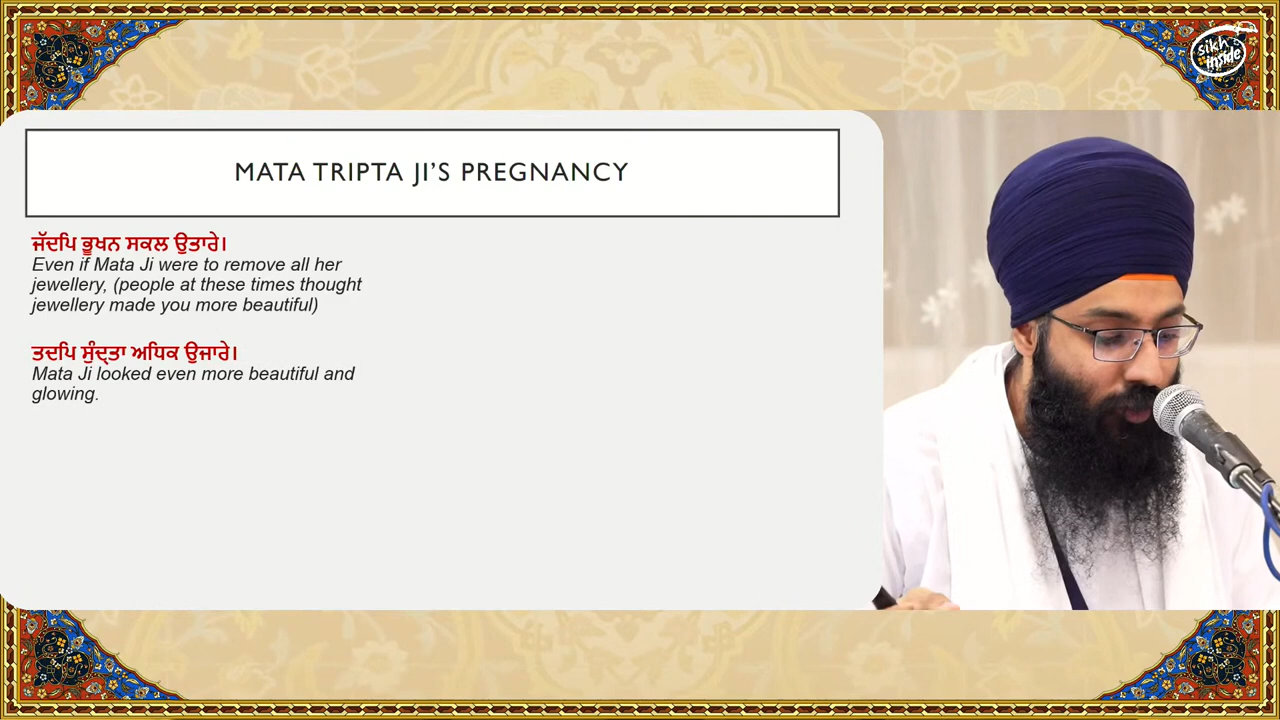 sikh
inside
MATA TRIPTA JI'S PREGNANCY
ਜੱਦਪਿ ਭੂਖਨ ਸਕਲ ਉਤਾਰੇ।
Even if Mata Ji were to remove all her
jewellery, (people at these times thought
jewellery made you more beautiful)
ਤਦਪਿ ਸੁੰਦ੍ਤਾ ਅਧਿਕ ਉਜਾਰੇ।
Mata Ji looked even more beautiful and
glowing.